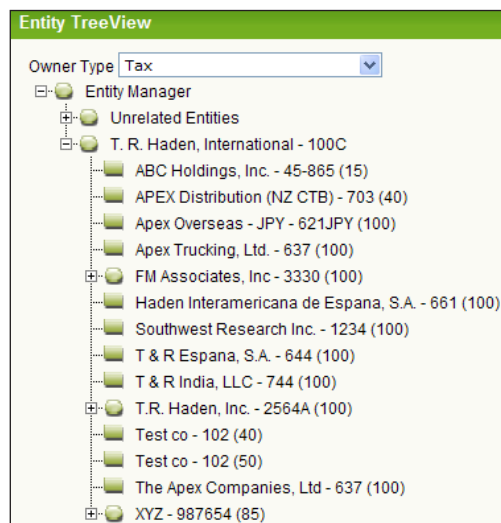 Entity TreeView
Owner Type Tax
Entity Manager
Unrelated Entities
T. R. Haden, International - 100C
ABC Holdings, Inc. - 45-865 (15)
APEX Distribution (NZ CTB) - 703 (40)
Apex Overseas - JPY - 621JPY (100)
Apex Trucking, Ltd. - 637 (100)
FM Associates, Inc - 3330 (100)
Haden Interamericana de Espana, S.A. - 661 (100)
Southwest Research Inc. - 1234 (100)
T & R Espana, S.A. - 644 (100)
T & R India, LLC - 744 (100)
T.R. Haden, Inc. - 2564A (100)
Test co - 102 (40)
Test co - 102 (50)
The Apex Companies, Ltd - 637 (100)
XYZ - 987654 (85)